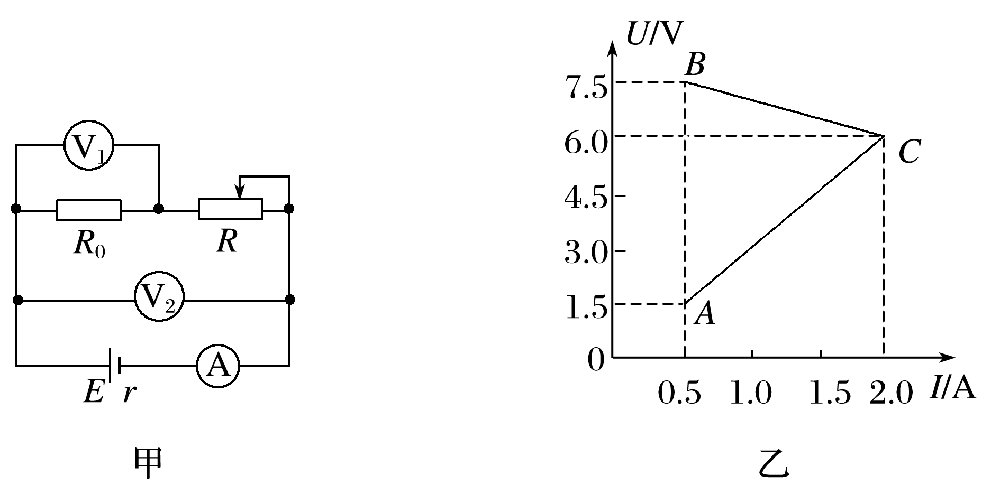 V₁
R₀
R
V₂
A
E r
甲
U/V
B
7.5
6.0
C
4.5
3.0
1.5
A
0
0.5 1.0 1.5 2.0 I/A
乙